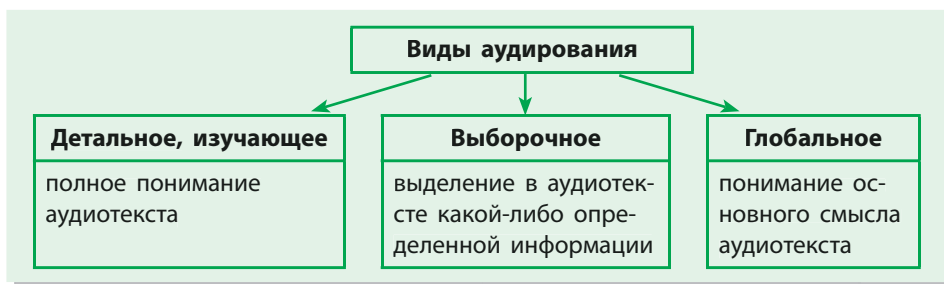 Виды аудирования
Детальное, изучающее
полное понимание
аудиотекста
Выборочное
выделение в аудиотек-
сте какой-либо опре-
деленной информации
Глобальное
понимание ос-
новного смысла
аудиотекста